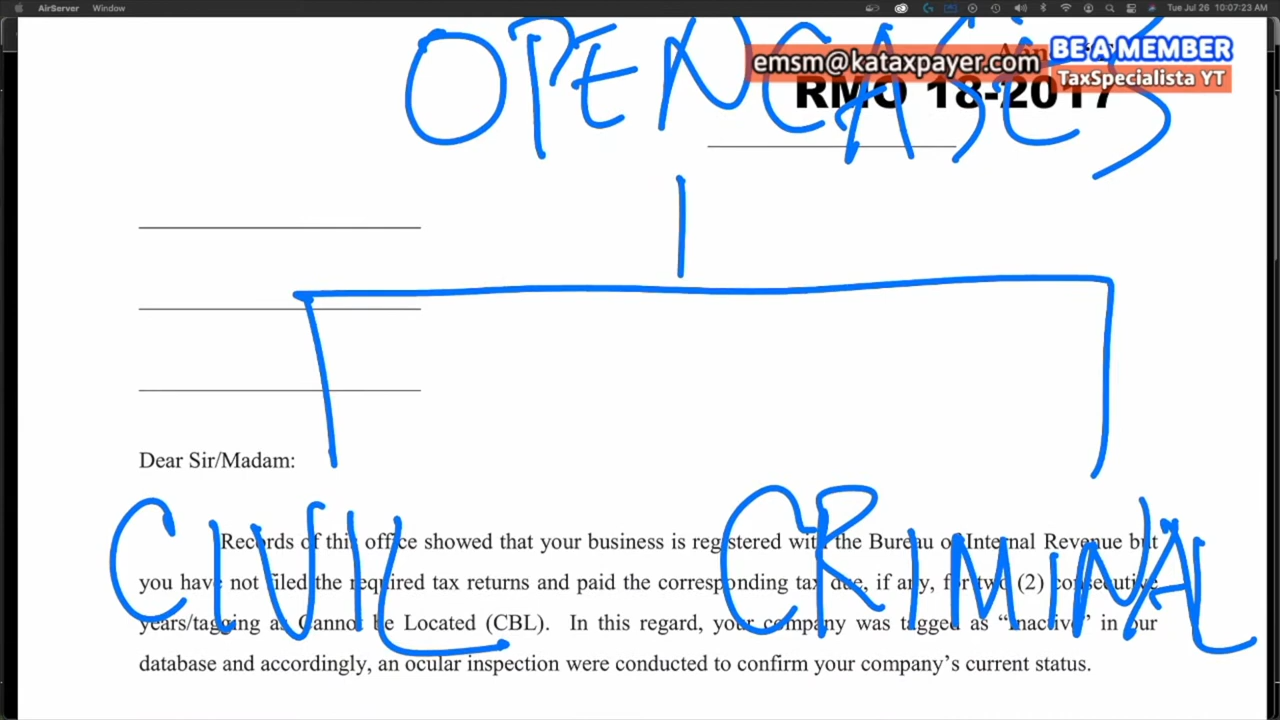 AirServer Window Tue Jul 26 10:07:23 AM
OPEN CASES
BE A MEMBER
emsm@kataxpayer.com
TaxSpecialista YT
RMO 18-2017
Dear Sir/Madam:
CIVIL CRIMINAL
Records of this office showed that your business is registered with the Bureau of Internal Revenue but
you have not filed the required tax returns and paid the corresponding tax due, if any, for two (2) consecutive
years/tagging as Cannot be Located (CBL). In this regard, your company was tagged as “Inactive” in our
database and accordingly, an ocular inspection were conducted to confirm your company’s current status.